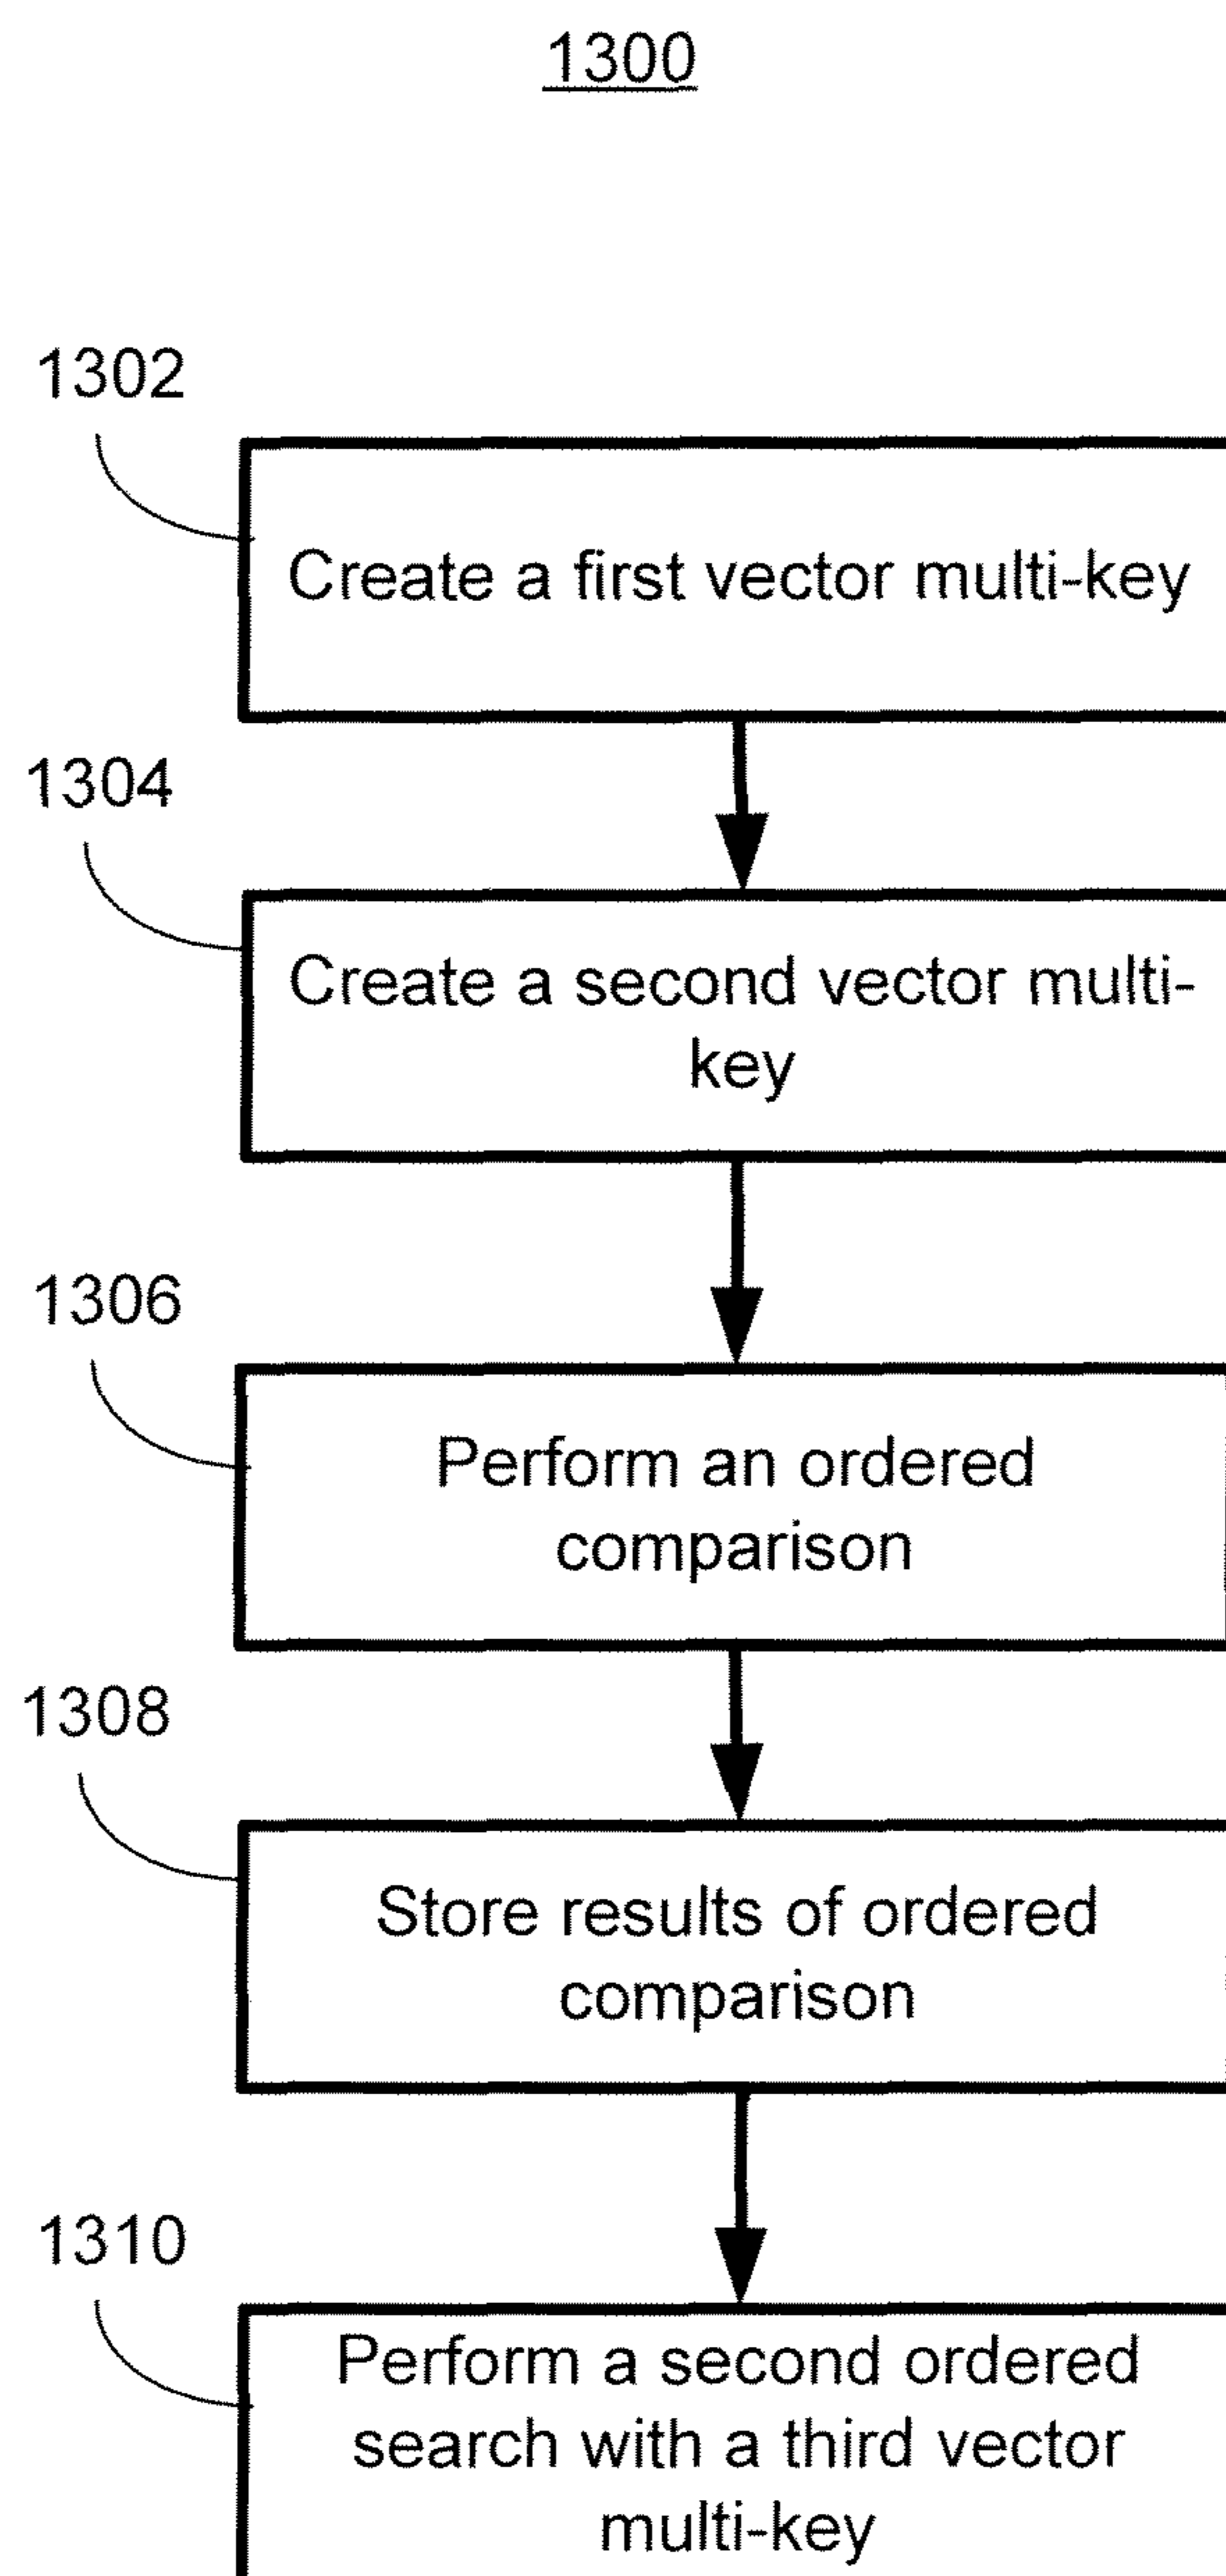 1300
1302
Create a first vector multi-key
1304
Create a second vector multi-
key
1306
Perform an ordered
comparison
1308
Store results of ordered
comparison
1310
Perform a second ordered
search with a third vector
multi-key